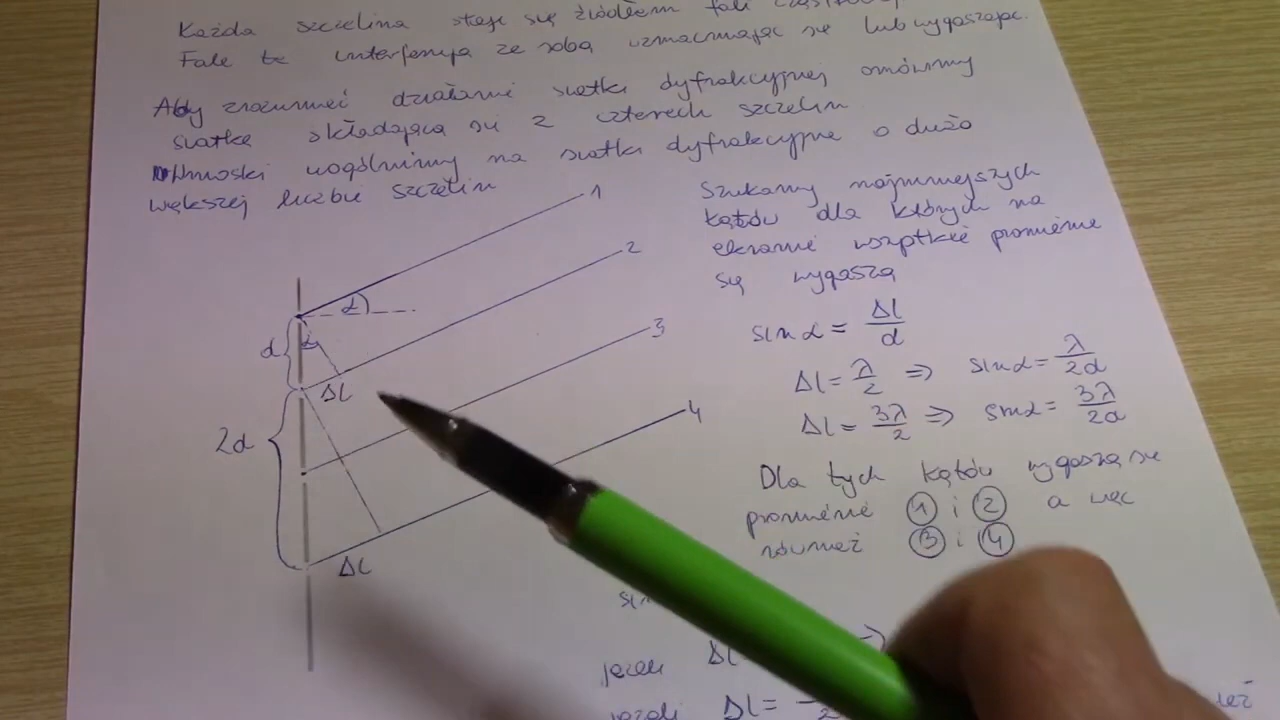 Każda szczelina staje się źródłem fali
Fale te interferują ze sobą wzmacniając się lub wygaszając.
Aby zrozumieć działanie siatki dyfrakcyjnej omówimy
siatkę składającą się z czterech szczelin
Wnioski uogólnimy na siatki dyfrakcyjne o dużo
większej liczbie szczelin
1
2
3
4
α
α
d
Δl
2d
Δl
Szukamy najmniejszych
kątów dla których na
ekranie wszystkie promienie
się wygaszą
sin α = Δl/d
Δl = λ/2 ⇒ sin α = λ/2d
Δl = 3λ/2 ⇒ sin α = 3λ/2d
Dla tych kątów wygaszą się
promienie ① i ② a więc
również ③ i ④
jeżeli Δl
jeżeli Δl =